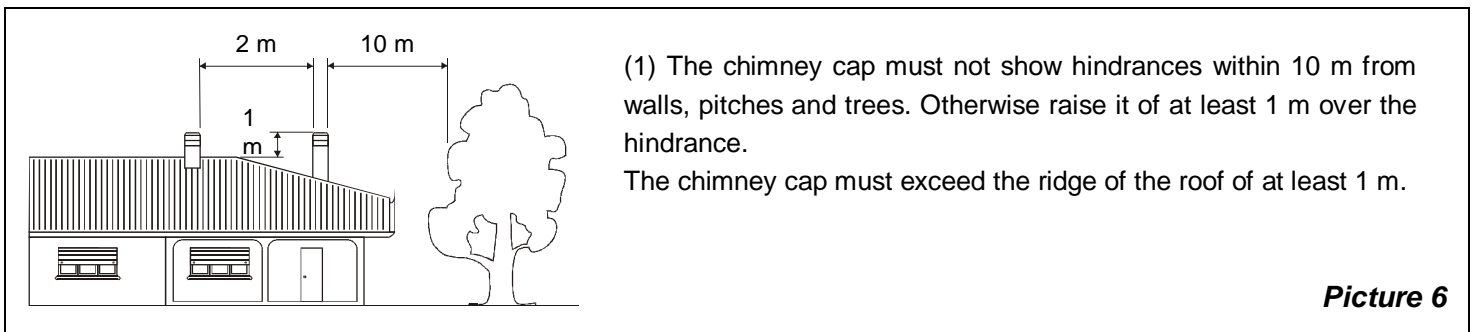 2 m 10 m
1
m
(1) The chimney cap must not show hindrances within 10 m from
walls, pitches and trees. Otherwise raise it of at least 1 m over the
hindrance.
The chimney cap must exceed the ridge of the roof of at least 1 m.
Picture 6